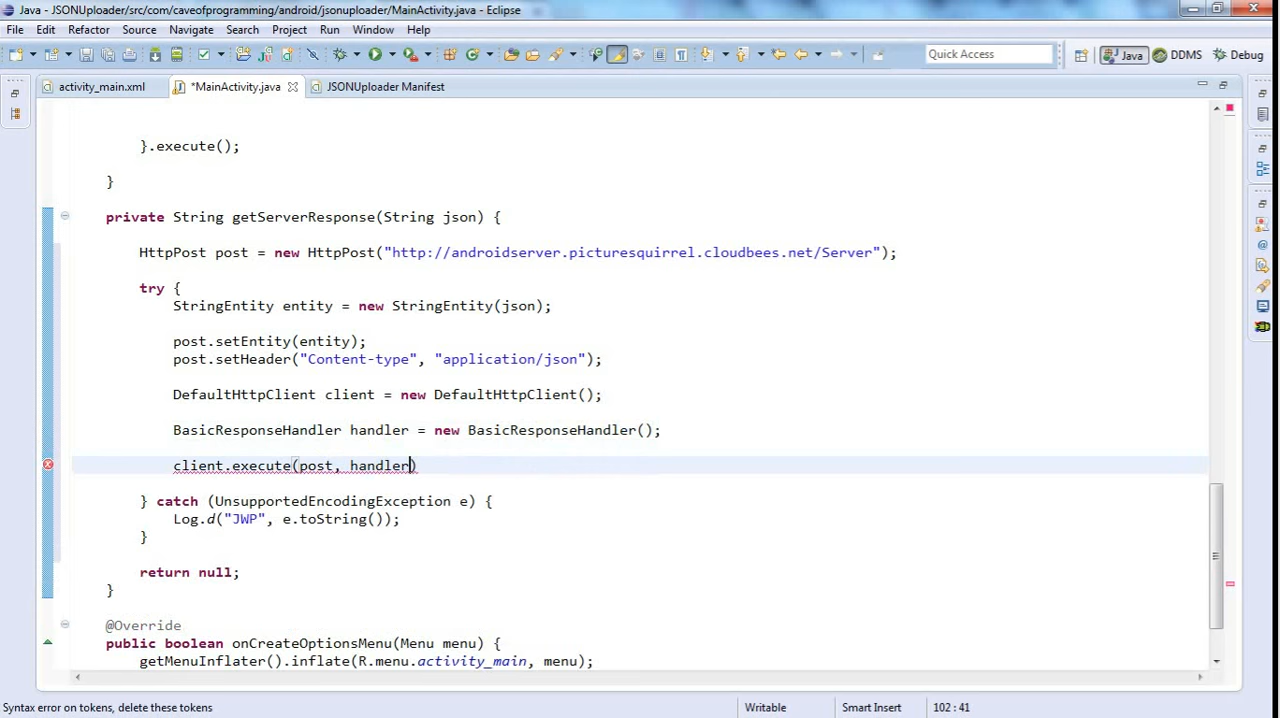 Java - JSONUploader/src/com/caveofprogramming/android/jsonuploader/MainActivity.java - Eclipse
File Edit Refactor Source Navigate Search Project Run Window Help
Quick Access Java DDMS Debug
activity_main.xml *MainActivity.java JSONUploader Manifest
}.execute();
}
private String getServerResponse(String json) {
HttpPost post = new HttpPost("http://androidserver.picturesquirrel.cloudbees.net/Server");
try {
StringEntity entity = new StringEntity(json);
post.setEntity(entity);
post.setHeader("Content-type", "application/json");
DefaultHttpClient client = new DefaultHttpClient();
BasicResponseHandler handler = new BasicResponseHandler();
client.execute(post, handler)
} catch (UnsupportedEncodingException e) {
Log.d("JWP", e.toString());
}
return null;
}
@Override
public boolean onCreateOptionsMenu(Menu menu) {
getMenuInflater().inflate(R.menu.activity_main, menu);
Syntax error on tokens, delete these tokens Writable Smart Insert 102 : 41